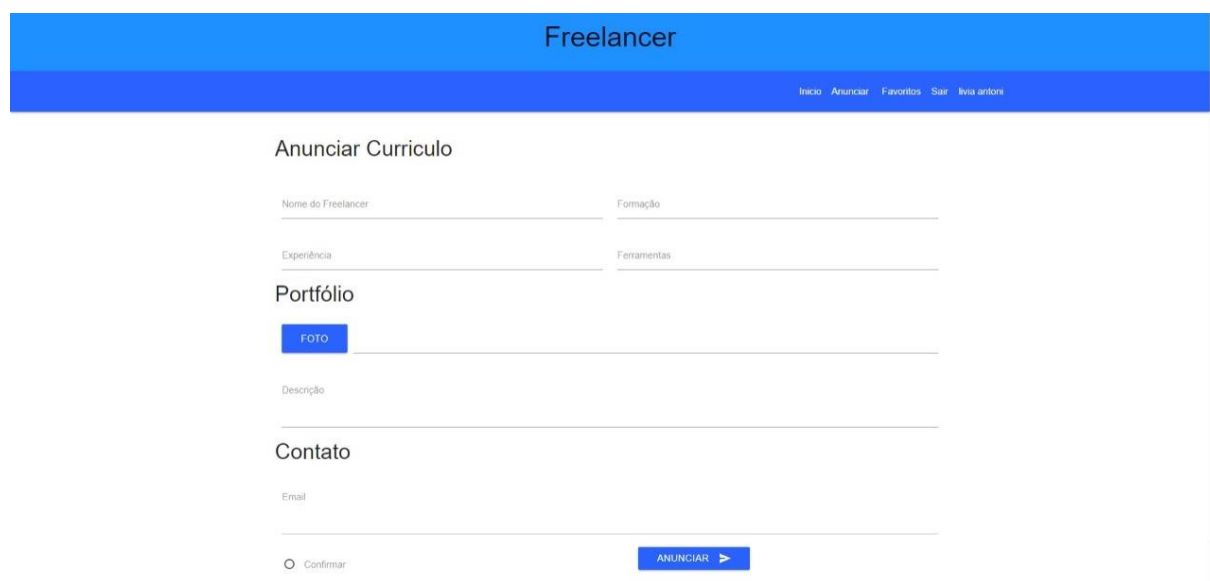 Freelancer
Inicio Anunciar Favoritos Sair livia antoni
Anunciar Curriculo
Nome do Freelancer Formação
Experiência Ferramentas
Portfólio
FOTO
Descrição
Contato
Email
Confirmar ANUNCIAR